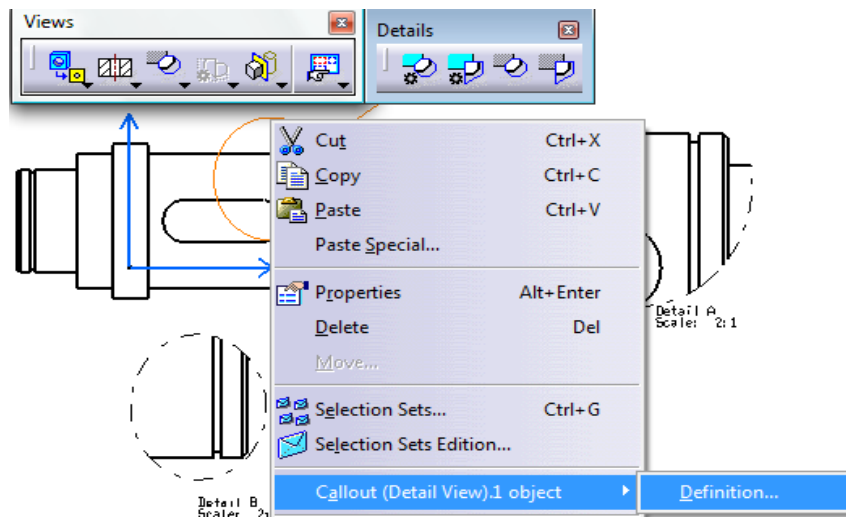 Views
Details
Cut Ctrl+X
Copy Ctrl+C
Paste Ctrl+V
Paste Special...
Properties Alt+Enter
Delete Del
Move...
Selection Sets... Ctrl+G
Selection Sets Edition...
Callout (Detail View).1 object
Definition...
Detail A
Scale: 2:1
Detail B
Scale: